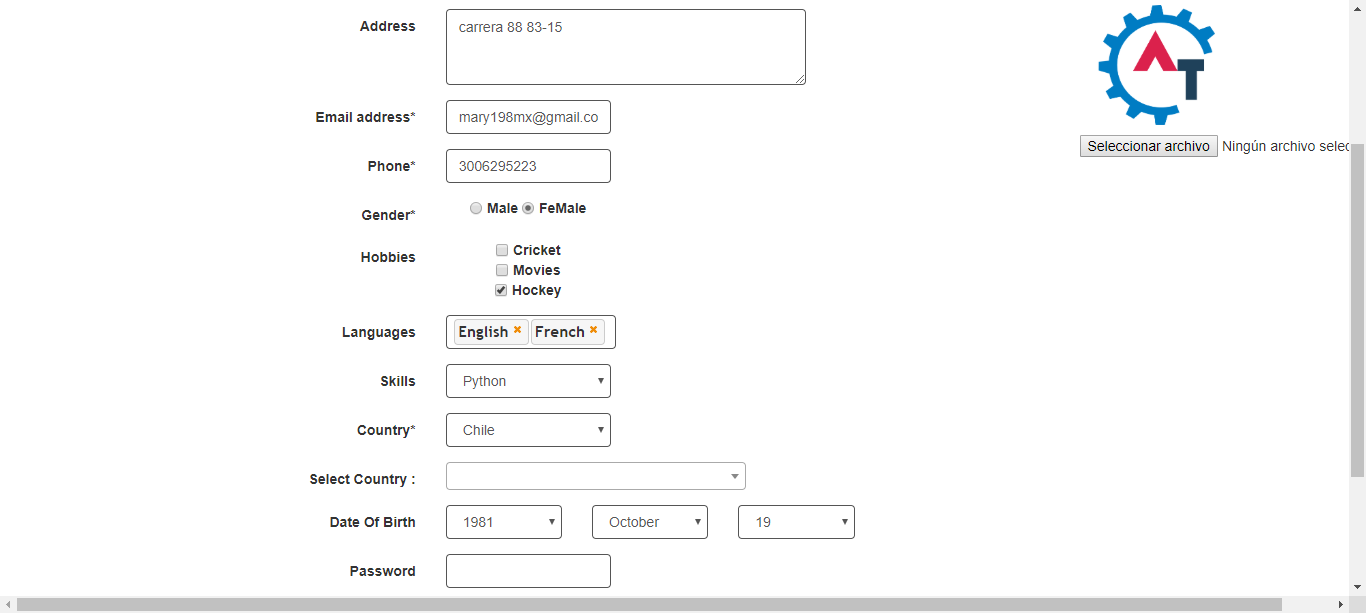 Address carrera 88 83-15
AT
Seleccionar archivo Ningún archivo selec
Email address* mary198mx@gmail.co
Phone* 3006295223
Gender* Male FeMale
Hobbies Cricket
Movies
Hockey
Languages English French
Skills Python
Country* Chile
Select Country :
Date Of Birth 1981 October 19
Password